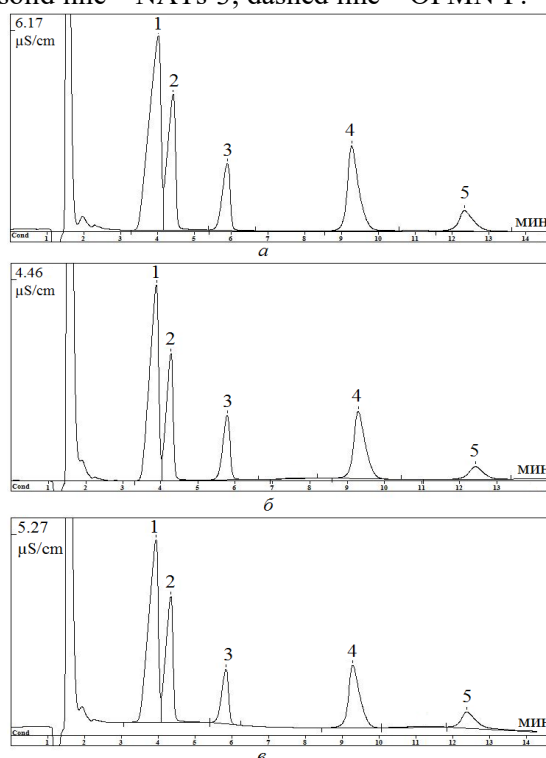 solid line – NATs-3; dashed line – OPMN-P.
6.17
µS/cm
1
2
3
4
5
мин
Cond 1 2 3 4 5 6 7 8 9 10 11 12 13 14
а
4.46
µS/cm
1
2
3
4
5
мин
Cond 1 2 3 4 5 6 7 8 9 10 11 12 13
б
5.27
µS/cm
1
2
3
4
5
мин
Cond 1 2 3 4 5 6 7 8 9 10 11 12 13 14
в